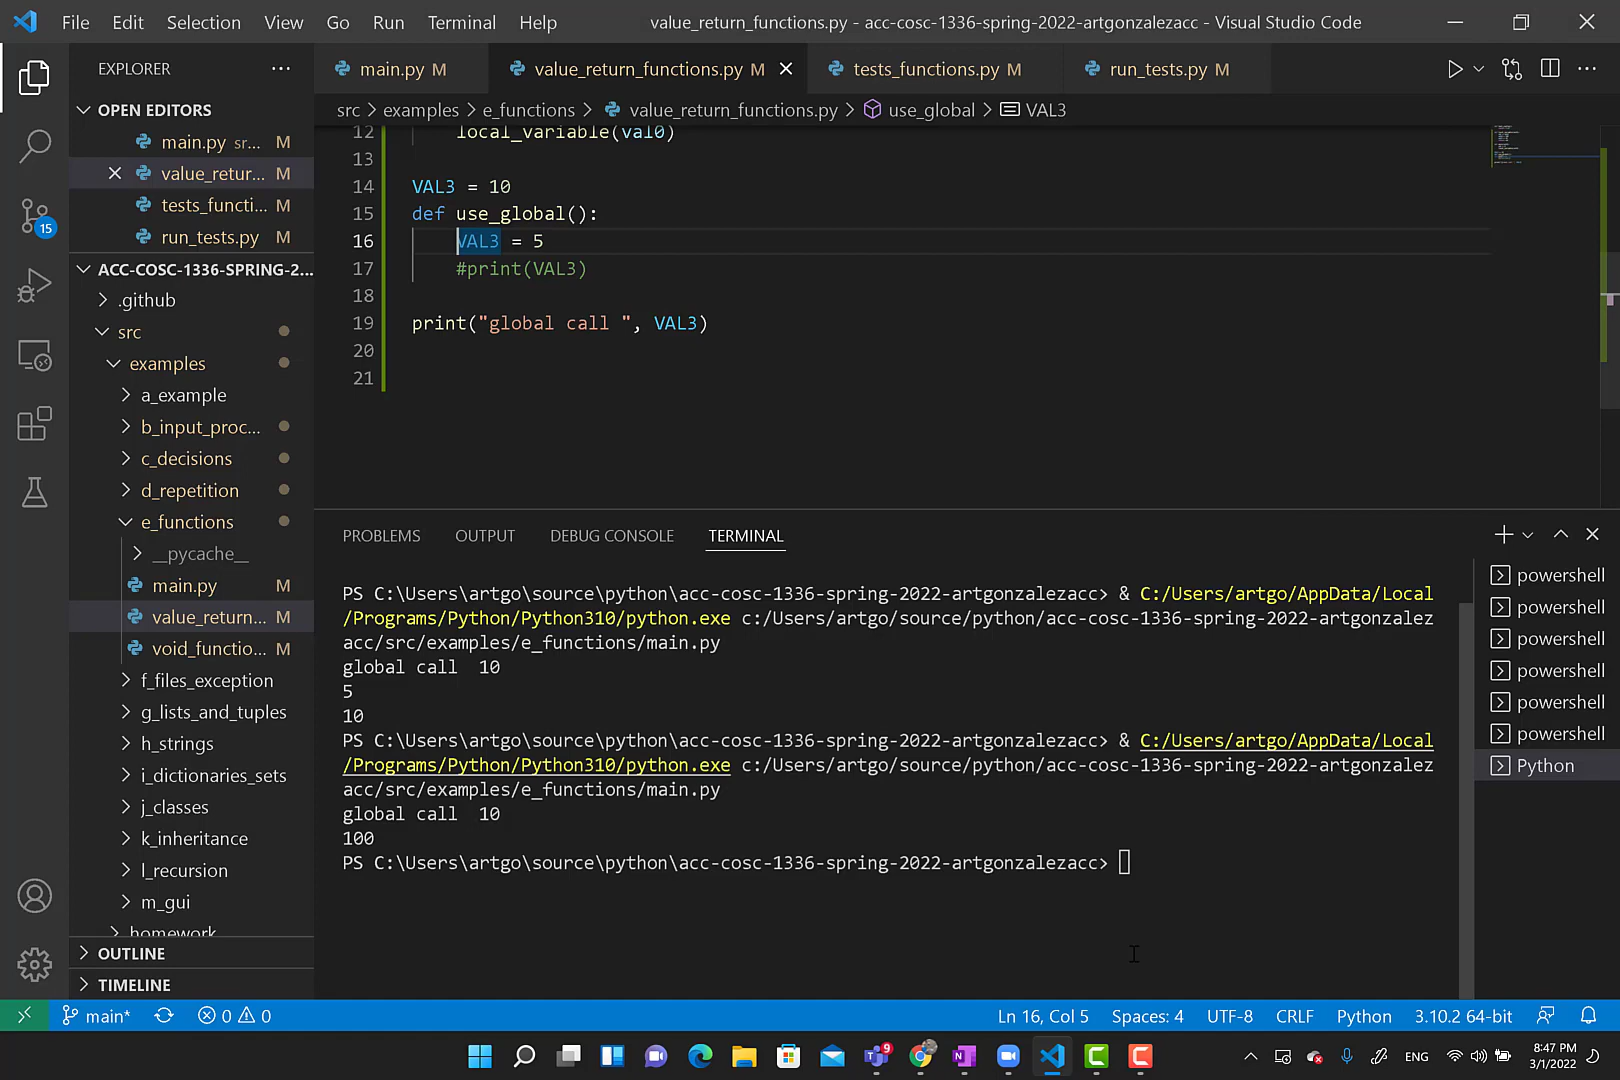 File Edit Selection View Go Run Terminal Help value_return_functions.py - acc-cosc-1336-spring-2022-artgonzalezacc - Visual Studio Code
EXPLORER
main.py M value_return_functions.py M tests_functions.py M run_tests.py M
OPEN EDITORS
main.py sr... M
value_retur... M
tests_functi... M
run_tests.py M
ACC-COSC-1336-SPRING-2...
.github
src
examples
a_example
b_input_proc...
c_decisions
d_repetition
e_functions
__pycache__
main.py M
value_return... M
void_functio... M
f_files_exception
g_lists_and_tuples
h_strings
i_dictionaries_sets
j_classes
k_inheritance
l_recursion
m_gui
homework
OUTLINE
TIMELINE
15
src > examples > e_functions > value_return_functions.py > use_global > VAL3
12 local_variable(val0)
13
14 VAL3 = 10
15 def use_global():
16 VAL3 = 5
17 #print(VAL3)
18
19 print("global call ", VAL3)
20
21
PROBLEMS OUTPUT DEBUG CONSOLE TERMINAL
PS C:\Users\artgo\source\python\acc-cosc-1336-spring-2022-artgonzalezacc> & C:/Users/artgo/AppData/Local
/Programs/Python/Python310/python.exe c:/Users/artgo/source/python/acc-cosc-1336-spring-2022-artgonzalez
acc/src/examples/e_functions/main.py
global call  10
5
10
PS C:\Users\artgo\source\python\acc-cosc-1336-spring-2022-artgonzalezacc> & C:/Users/artgo/AppData/Local
/Programs/Python/Python310/python.exe c:/Users/artgo/source/python/acc-cosc-1336-spring-2022-artgonzalez
acc/src/examples/e_functions/main.py
global call  10
100
PS C:\Users\artgo\source\python\acc-cosc-1336-spring-2022-artgonzalezacc>
powershell
powershell
powershell
powershell
powershell
powershell
Python
main* 0 0 Ln 16, Col 5 Spaces: 4 UTF-8 CRLF Python 3.10.2 64-bit
9
ENG
8:47 PM
3/1/2022